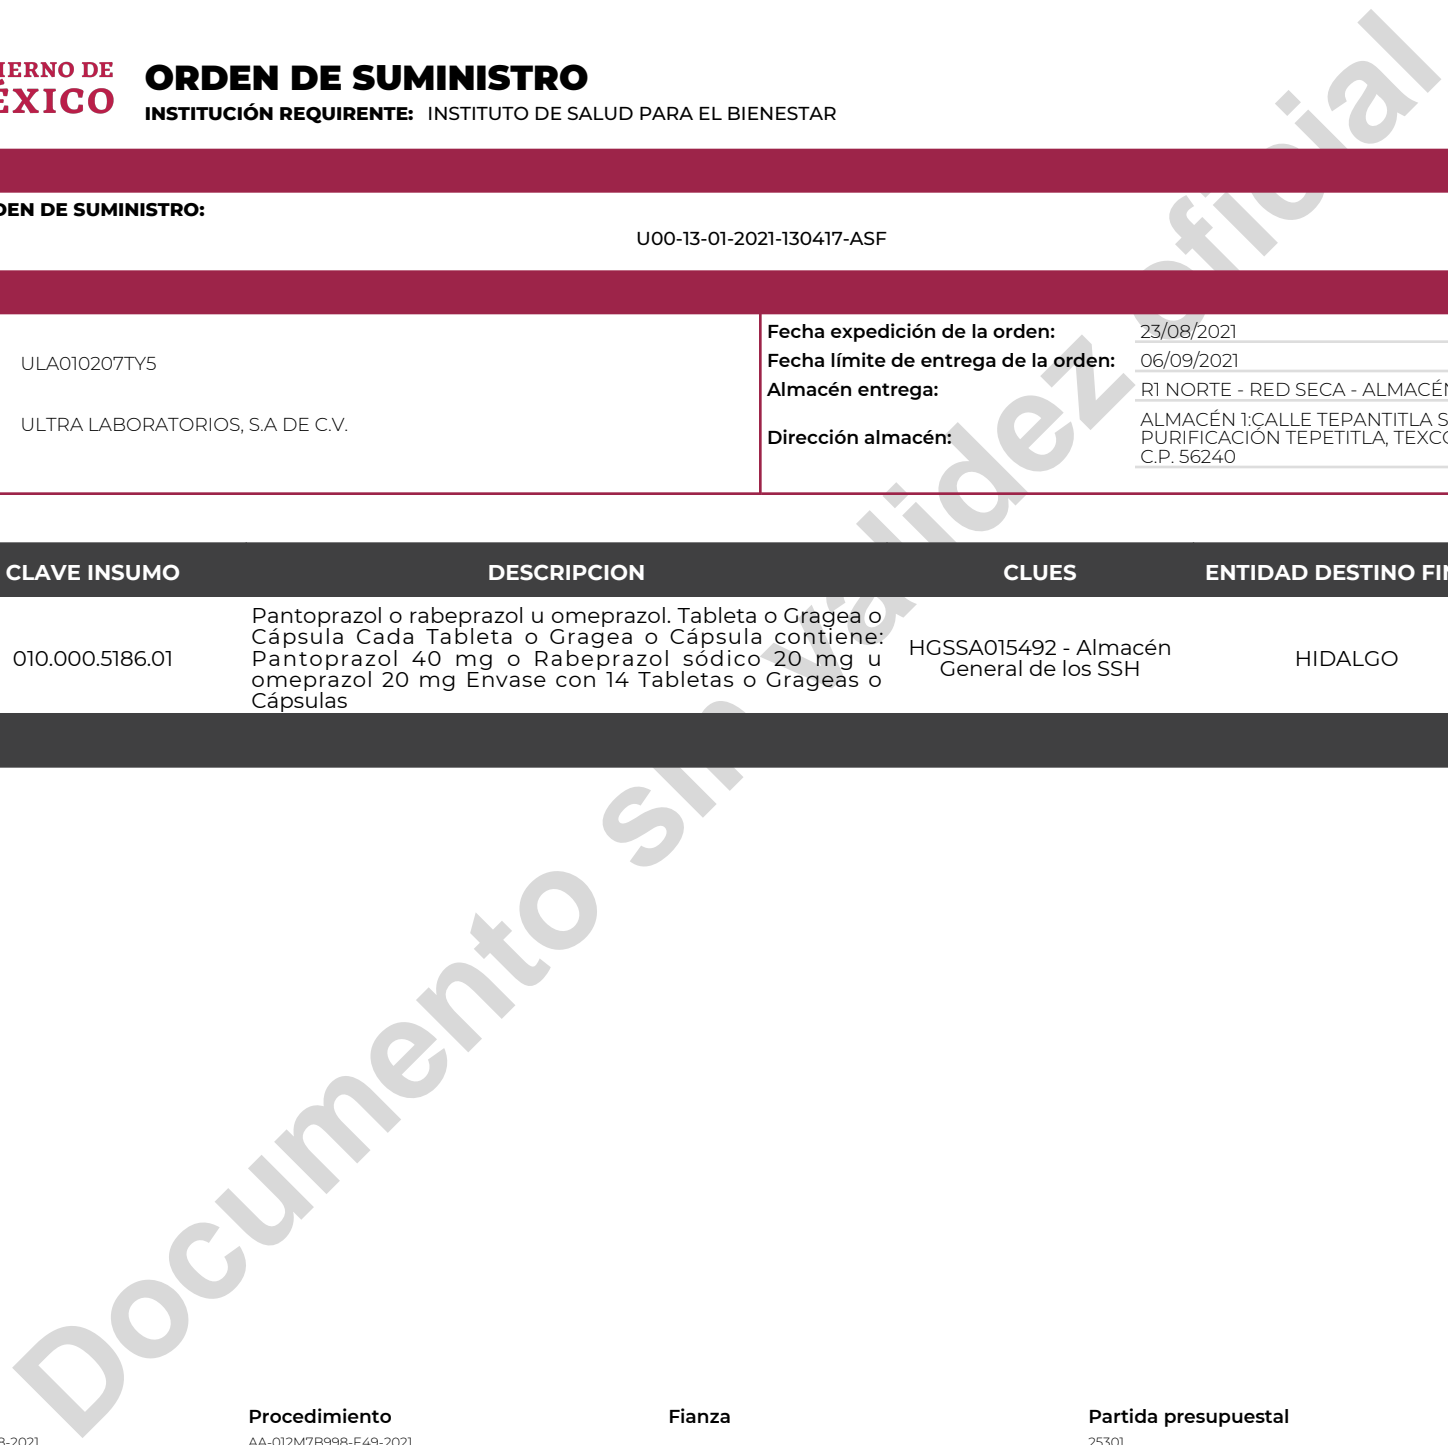 ORDEN DE SUMINISTRO
INSTITUCIÓN REQUIRENTE: INSTITUTO DE SALUD PARA EL BIENESTAR
DE SUMINISTRO:
U00-13-01-2021-130417-ASF
ULA010207TY5
ULTRA LABORATORIOS, S.A DE C.V.
Fecha expedición de la orden: 23/08/2021
Fecha límite de entrega de la orden: 06/09/2021
Almacén entrega: R1 NORTE - RED SECA - ALMACÉN
Dirección almacén: ALMACÉN 1:CALLE TEPANTITLA S
PURIFICACIÓN TEPETITLA, TEXCO
C.P. 56240
CLAVE INSUMO DESCRIPCION CLUES ENTIDAD DESTINO FIN
010.000.5186.01
Pantoprazol o rabeprazol u omeprazol. Tableta o Gragea o
Cápsula Cada Tableta o Gragea o Cápsula contiene:
Pantoprazol 40 mg o Rabeprazol sódico 20 mg u
omeprazol 20 mg Envase con 14 Tabletas o Grageas o
Cápsulas
HGSSA015492 - Almacén
General de los SSH
HIDALGO
Documento sin validez oficial
Procedimiento Fianza Partida presupuestal
-2021 AA-012M7B998-E49-2021 25301